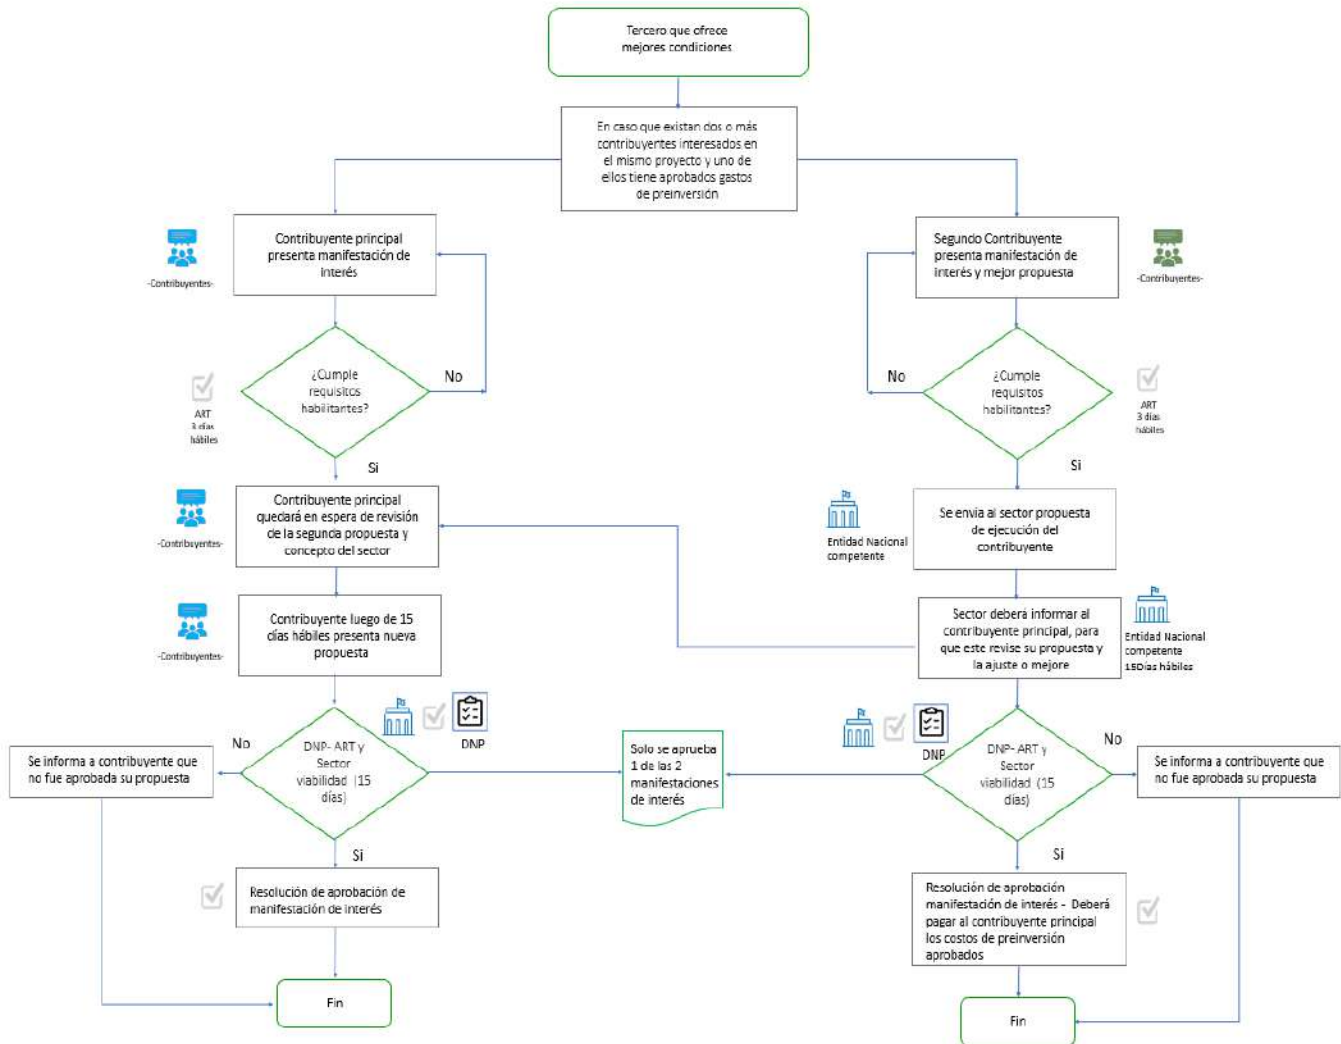 Tercero que ofrece
mejores condiciones
En caso que existan dos o más
contribuyentes interesados en
el mismo proyecto y uno de
ellos tiene aprobados gastos
de preinversión
Contribuyente principal
presenta manifestación de
interés
-Contribuyentes-
Segundo Contribuyente
presenta manifestación de
interés y mejor propuesta
-Contribuyentes-
¿Cumple
requisitos
habilitantes?
No
ART
3 días
hábiles
Si
¿Cumple
requisitos
habilitantes?
No
ART
3 días
hábiles
Si
Contribuyente principal
quedará en espera de revisión
de la segunda propuesta y
concepto del sector
-Contribuyentes-
Se envia al sector propuesta
de ejecución del
contribuyente
Entidad Nacional
competente
Contribuyente luego de 15
días hábiles presenta nueva
propuesta
-Contribuyentes-
Sector deberá informar al
contribuyente principal, para
que este revise su propuesta y
la ajuste o mejore
Entidad Nacional
competente
15Días hábiles
DNP
DNP- ART y
Sector
viabilidad (15
días)
No
Se informa a contribuyente que
no fue aprobada su propuesta
Si
Solo se aprueba
1 de las 2
manifestaciones
de interés
DNP
DNP- ART y
Sector
viabilidad (15
días)
No
Se informa a contribuyente que
no fue aprobada su propuesta
Si
Resolución de aprobación de
manifestación de interés
Resolución de aprobación
manifestación de interés - Deberá
pagar al contribuyente principal
los costos de preinversión
aprobados
Fin
Fin